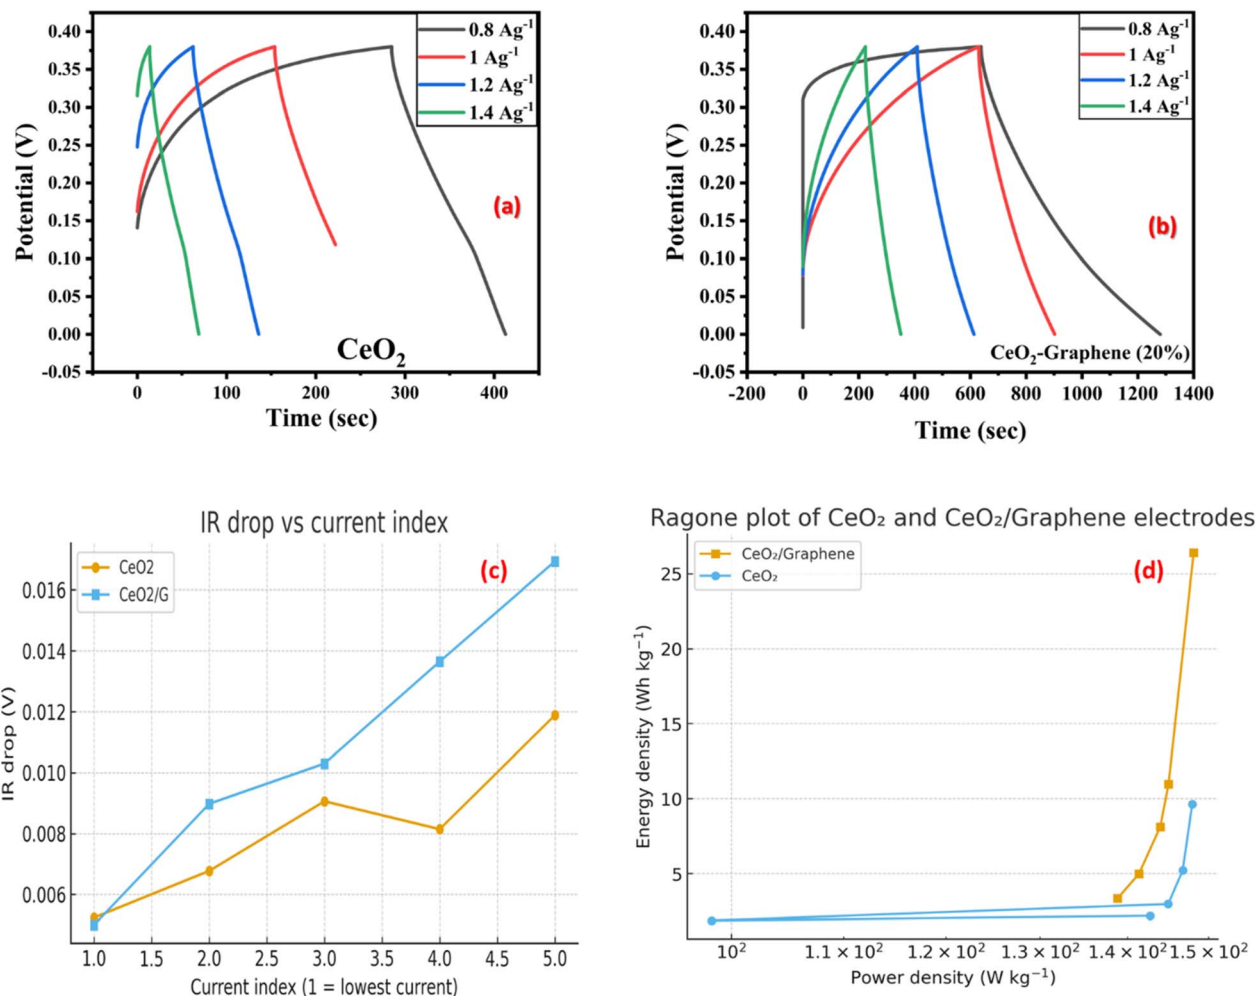 0.8 Ag⁻¹
1 Ag⁻¹
1.2 Ag⁻¹
1.4 Ag⁻¹
0.40
0.35
0.30
0.25
0.20
0.15
0.10
0.05
0.00
-0.05
Potential (V)
(a)
CeO₂
0 100 200 300 400
Time (sec)
0.8 Ag⁻¹
1 Ag⁻¹
1.2 Ag⁻¹
1.4 Ag⁻¹
0.40
0.35
0.30
0.25
0.20
0.15
0.10
0.05
0.00
-0.05
Potential (V)
(b)
CeO₂-Graphene (20%)
-200 0 200 400 600 800 1000 1200 1400
Time (sec)
IR drop vs current index
CeO2
CeO2/G
(c)
0.016
0.014
0.012
0.010
0.008
0.006
IR drop (V)
1.0 1.5 2.0 2.5 3.0 3.5 4.0 4.5 5.0
Current index (1 = lowest current)
Ragone plot of CeO₂ and CeO₂/Graphene electrodes
CeO₂/Graphene
CeO₂
(d)
25
20
15
10
5
Energy density (Wh kg⁻¹)
10² 1.1 × 10² 1.2 × 10² 1.3 × 10² 1.4 × 10² 1.5 × 10²
Power density (W kg⁻¹)